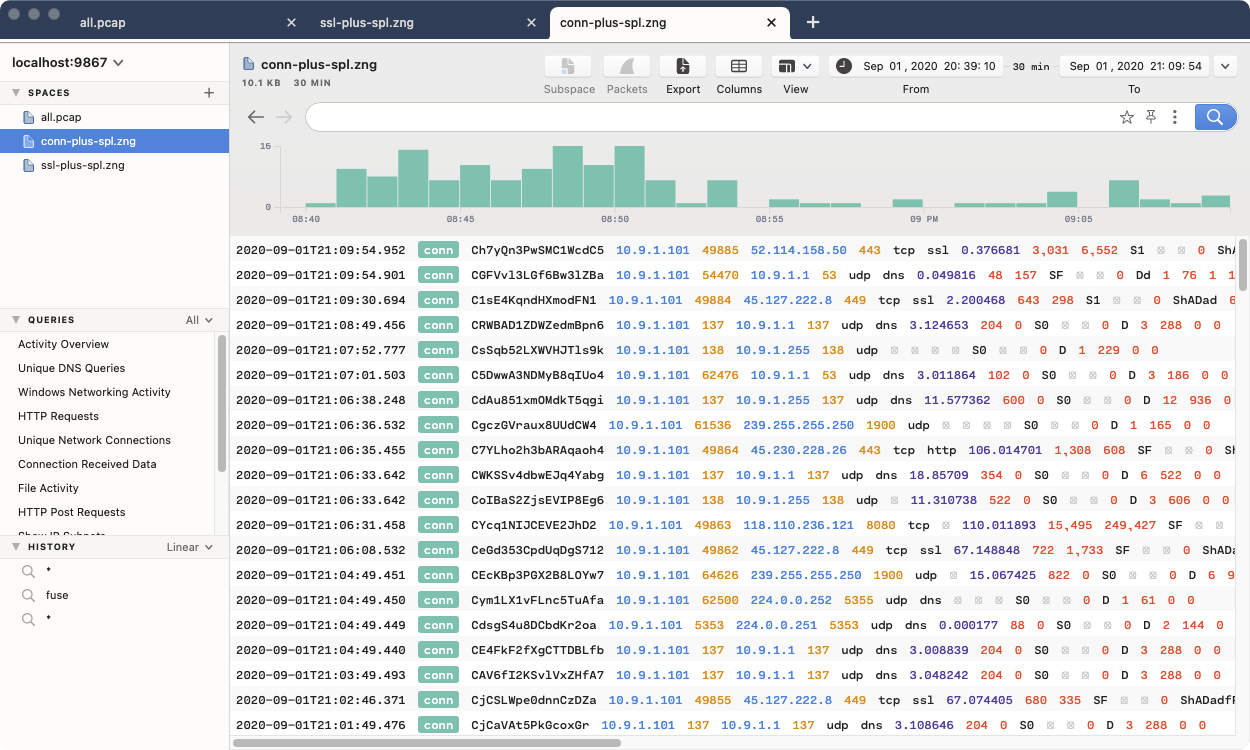 all.pcap ssl-plus-spl.zng conn-plus-spl.zng
localhost:9867
SPACES
all.pcap
conn-plus-spl.zng
ssl-plus-spl.zng
QUERIES All
Activity Overview
Unique DNS Queries
Windows Networking Activity
HTTP Requests
Unique Network Connections
Connection Received Data
File Activity
HTTP Post Requests
HISTORY Linear
*
fuse
*
conn-plus-spl.zng
10.1 KB 30 MIN
Subspace Packets Export Columns View
Sep 01 , 2020 20:39:10 30 min Sep 01 , 2020 21:09:54
From To
16
0
08:40 08:45 08:50 08:55 09 PM 09:05
2020-09-01T21:09:54.952 conn Ch7yQn3PwSMC1WcdC5 10.9.1.101 49885 52.114.158.50 443 tcp ssl 0.376681 3,031 6,552 S1 0 ShA
2020-09-01T21:09:54.901 conn CGFVvl3LGf6Bw3lZBa 10.9.1.101 54470 10.9.1.1 53 udp dns 0.049816 48 157 SF 0 Dd 1 76 1 1
2020-09-01T21:09:30.694 conn C1sE4KqndHXmodFN1 10.9.1.101 49884 45.127.222.8 449 tcp ssl 2.200468 643 298 S1 0 ShADad 6
2020-09-01T21:08:49.456 conn CRWBAD1ZDWZedmBpn6 10.9.1.101 137 10.9.1.1 137 udp dns 3.124653 204 0 S0 0 D 3 288 0 0
2020-09-01T21:07:52.777 conn CsSqb52LXWVHJTls9k 10.9.1.101 138 10.9.1.255 138 udp S0 0 D 1 229 0 0
2020-09-01T21:07:01.503 conn C5DwwA3NDMyB8qIUo4 10.9.1.101 62476 10.9.1.1 53 udp dns 3.011864 102 0 S0 0 D 3 186 0 0
2020-09-01T21:06:38.248 conn CdAu851xmOMdkT5qgi 10.9.1.101 137 10.9.1.255 137 udp dns 11.577362 600 0 S0 0 D 12 936 0
2020-09-01T21:06:36.532 conn CgczGVraux8UUdCW4 10.9.1.101 61536 239.255.255.250 1900 udp S0 0 D 1 165 0 0
2020-09-01T21:06:35.455 conn C7YLho2h3bARAqaoh4 10.9.1.101 49864 45.230.228.26 443 tcp http 106.014701 1,308 608 SF 0 Sh
2020-09-01T21:06:33.642 conn CWKSSv4dbwEJq4Yabg 10.9.1.101 137 10.9.1.1 137 udp dns 18.85709 354 0 S0 0 D 6 522 0 0
2020-09-01T21:06:33.642 conn CoIBaS2ZjsEVIP8Eg6 10.9.1.101 138 10.9.1.255 138 udp 11.310738 522 0 S0 0 D 3 606 0 0
2020-09-01T21:06:31.458 conn CYcq1NIJCEVE2JhD2 10.9.1.101 49863 118.110.236.121 8080 tcp 110.011893 15,495 249,427 SF
2020-09-01T21:06:08.532 conn CeGd353CpdUqDgS712 10.9.1.101 49862 45.127.222.8 449 tcp ssl 67.148848 722 1,733 SF 0 ShADa
2020-09-01T21:04:49.451 conn CEcKBp3PGX2B8LOYw7 10.9.1.101 64626 239.255.255.250 1900 udp 15.067425 822 0 S0 0 D 6 9
2020-09-01T21:04:49.450 conn Cym1LX1vFLnc5TuAfa 10.9.1.101 62500 224.0.0.252 5355 udp dns S0 0 D 1 61 0 0
2020-09-01T21:04:49.449 conn CdsgS4u8DCbdKr2oa 10.9.1.101 5353 224.0.0.251 5353 udp dns 0.000177 88 0 S0 0 D 2 144 0
2020-09-01T21:04:49.440 conn CE4FkF2fXgCTTDBLfb 10.9.1.101 137 10.9.1.1 137 udp dns 3.008839 204 0 S0 0 D 3 288 0 0
2020-09-01T21:03:49.493 conn CAV6fI2KSvlVxZHfA7 10.9.1.101 137 10.9.1.1 137 udp dns 3.048242 204 0 S0 0 D 3 288 0 0
2020-09-01T21:02:46.371 conn CjCSLWpe0dnnCzDZa 10.9.1.101 49855 45.127.222.8 449 tcp ssl 67.074405 680 335 SF 0 ShADadf
2020-09-01T21:01:49.476 conn CjCaVAt5PkGcoxGr 10.9.1.101 137 10.9.1.1 137 udp dns 3.108646 204 0 S0 0 D 3 288 0 0